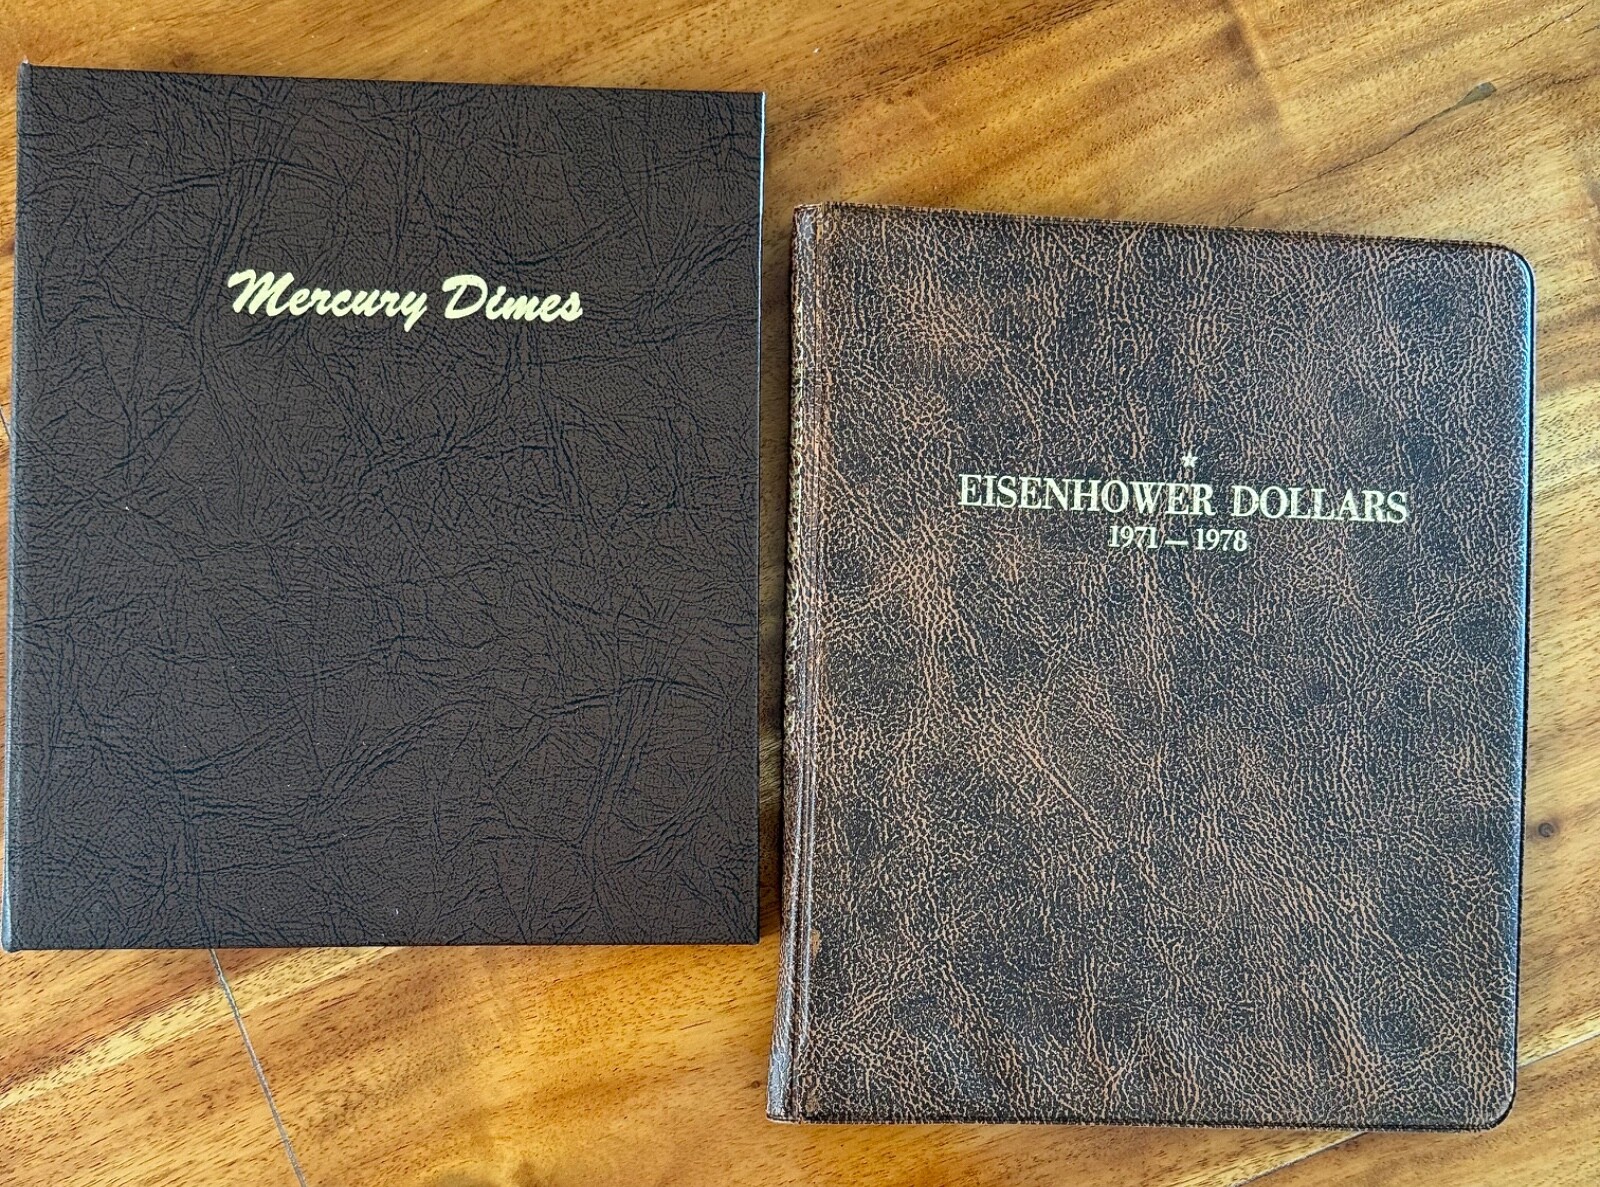 Mercury Dimes
EISENHOWER DOLLARS
1971 — 1978